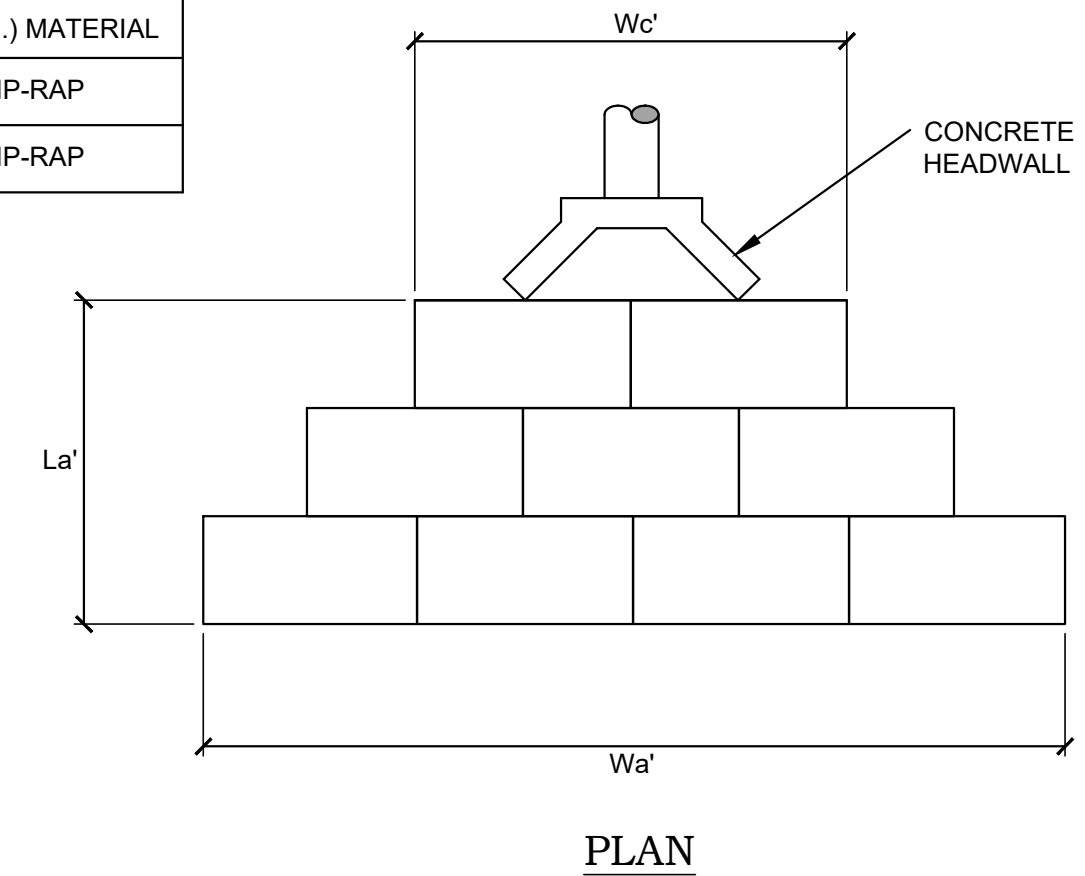 .) MATERIAL
IP-RAP
IP-RAP
Wc'
CONCRETE
HEADWALL
La'
Wa'
PLAN